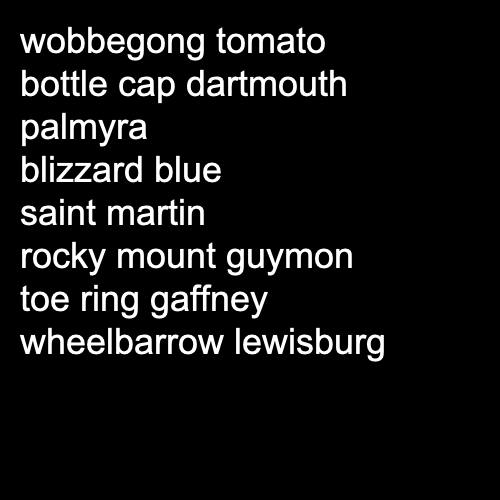 wobbegong tomato
bottle cap dartmouth
palmyra
blizzard blue
saint martin
rocky mount guymon
toe ring gaffney
wheelbarrow lewisburg